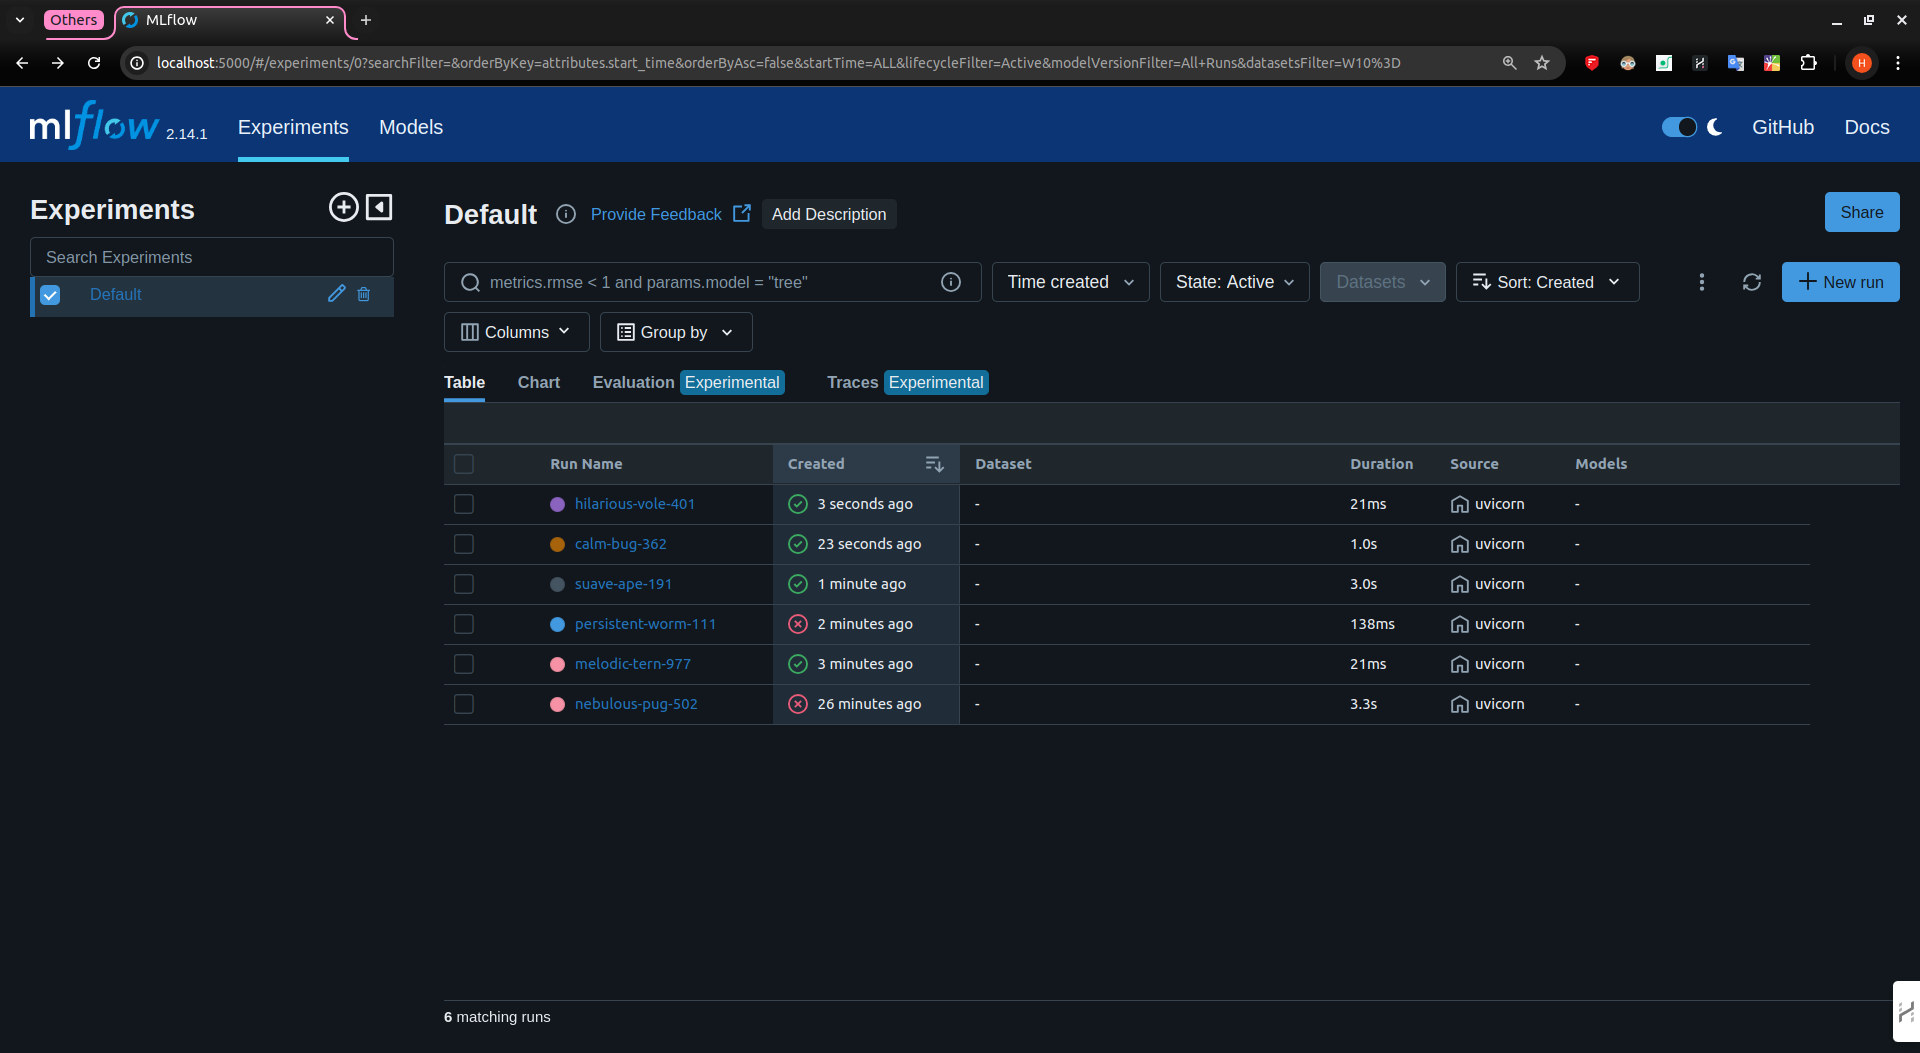 Others
MLflow
localhost:5000/#/experiments/0?searchFilter=&orderByKey=attributes.start_time&orderByAsc=false&startTime=ALL&lifecycleFilter=Active&modelVersionFilter=All+Runs&datasetsFilter=W10%3D
H
mlflow 2.14.1 Experiments Models GitHub Docs
Experiments
Search Experiments
Default
Default Provide Feedback Add Description Share
metrics.rmse < 1 and params.model = "tree" Time created State: Active Datasets Sort: Created New run
Columns Group by
Table Chart Evaluation Experimental Traces Experimental
Run Name Created Dataset Duration Source Models
hilarious-vole-401 3 seconds ago - 21ms uvicorn -
calm-bug-362 23 seconds ago - 1.0s uvicorn -
suave-ape-191 1 minute ago - 3.0s uvicorn -
persistent-worm-111 2 minutes ago - 138ms uvicorn -
melodic-tern-977 3 minutes ago - 21ms uvicorn -
nebulous-pug-502 26 minutes ago - 3.3s uvicorn -
6 matching runs